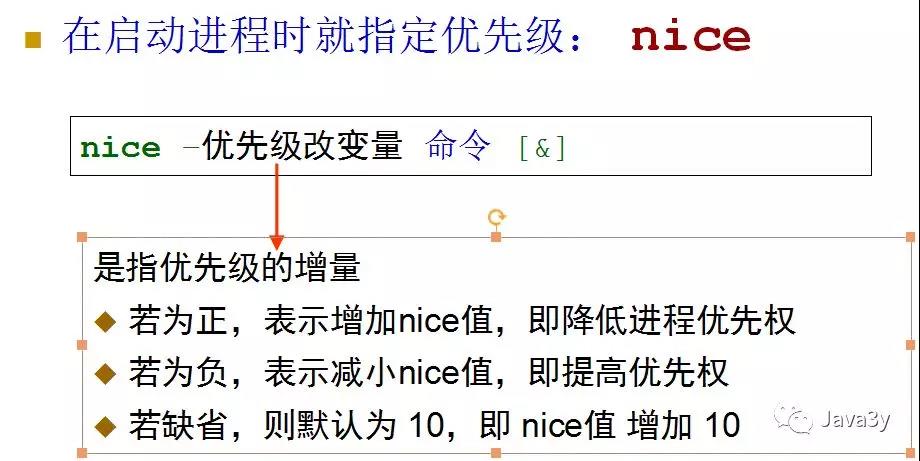 在启动进程时就指定优先级： nice
nice -优先级改变量 命令 [&]
是指优先级的增量
若为正，表示增加nice值，即降低进程优先权
若为负，表示减小nice值，即提高优先权
若缺省，则默认为 10，即 nice值 增加 10
Java3y